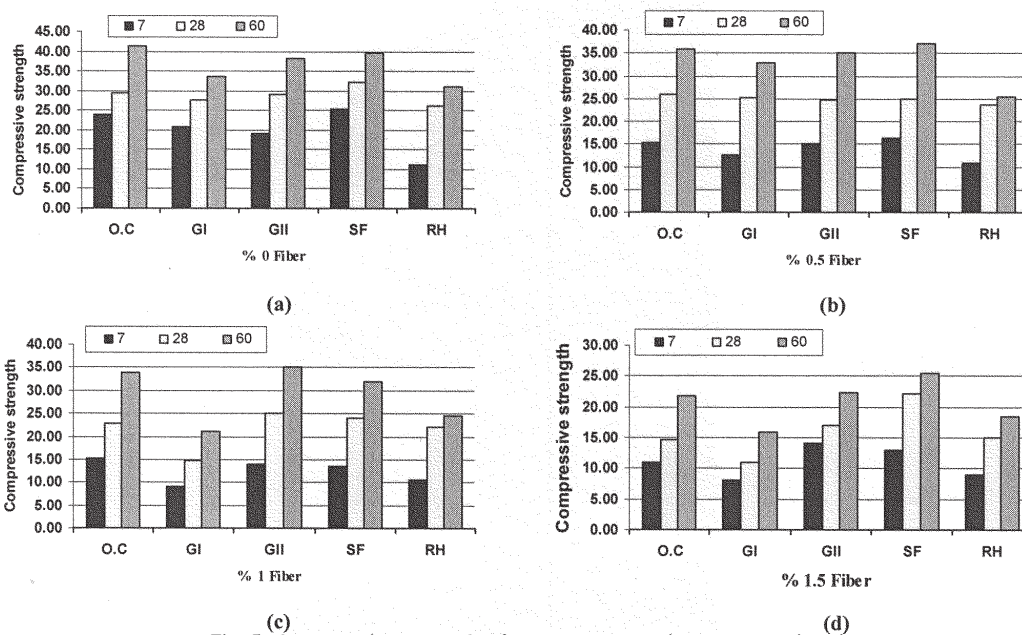 7 28 60
Compressive strength
45.00
40.00
35.00
30.00
25.00
20.00
15.00
10.00
5.00
0.00
O.C GI GII SF RH
% 0 Fiber
(a)
7 28 60
Compressive strength
40.00
35.00
30.00
25.00
20.00
15.00
10.00
5.00
0.00
O.C GI GII SF RH
% 0.5 Fiber
(b)
7 28 60
Compressive strength
40.00
35.00
30.00
25.00
20.00
15.00
10.00
5.00
0.00
O.C GI GII SF RH
% 1 Fiber
(c)
7 28 60
Compressive strength
30.00
25.00
20.00
15.00
10.00
5.00
0.00
O.C GI GII SF RH
% 1.5 Fiber
(d)